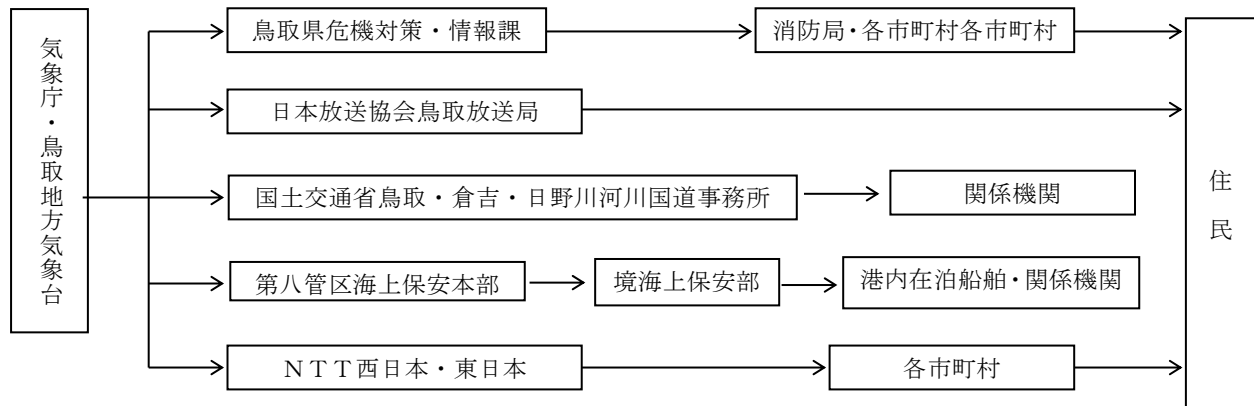 気象庁・鳥取地方気象台
鳥取県危機対策・情報課
消防局・各市町村各市町村
日本放送協会鳥取放送局
国土交通省鳥取・倉吉・日野川河川国道事務所
関係機関
第八管区海上保安本部
境海上保安部
港内在泊船舶・関係機関
ＮＴＴ西日本・東日本
各市町村
住民